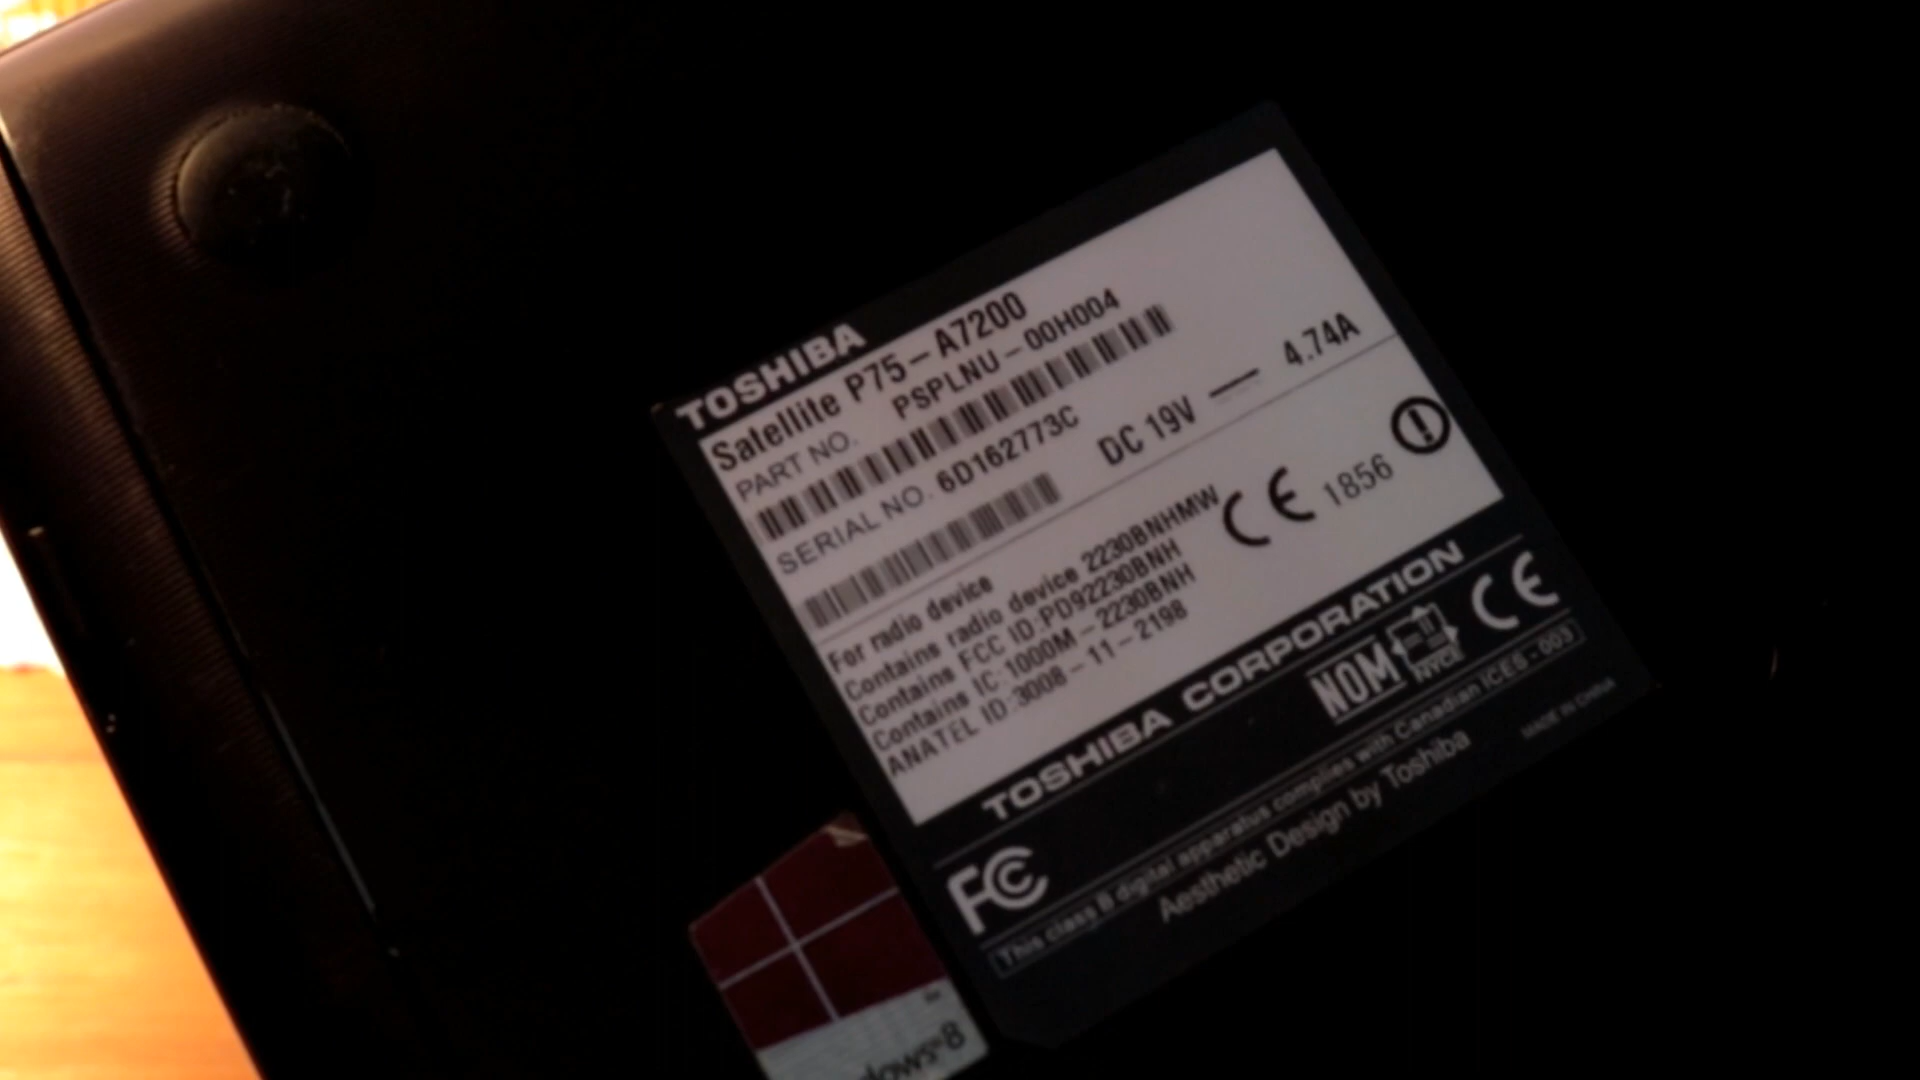 TOSHIBA
Satellite P75-A7200
PART NO. PSPLNU-00H004
SERIAL NO. 6D162773C
DC 19V — 4.74A
For radio device
Contains radio device 2230BNHMW
Contains FCC ID:PD92230BNH
Contains IC:1000M-2230BNH
ANATEL ID:3008-11-2198
CE 1856
TOSHIBA CORPORATION
FC NOM NYCE CE
This class B digital apparatus complies with Canadian ICES-003
Aesthetic Design by Toshiba
MADE IN CHINA
dows 8